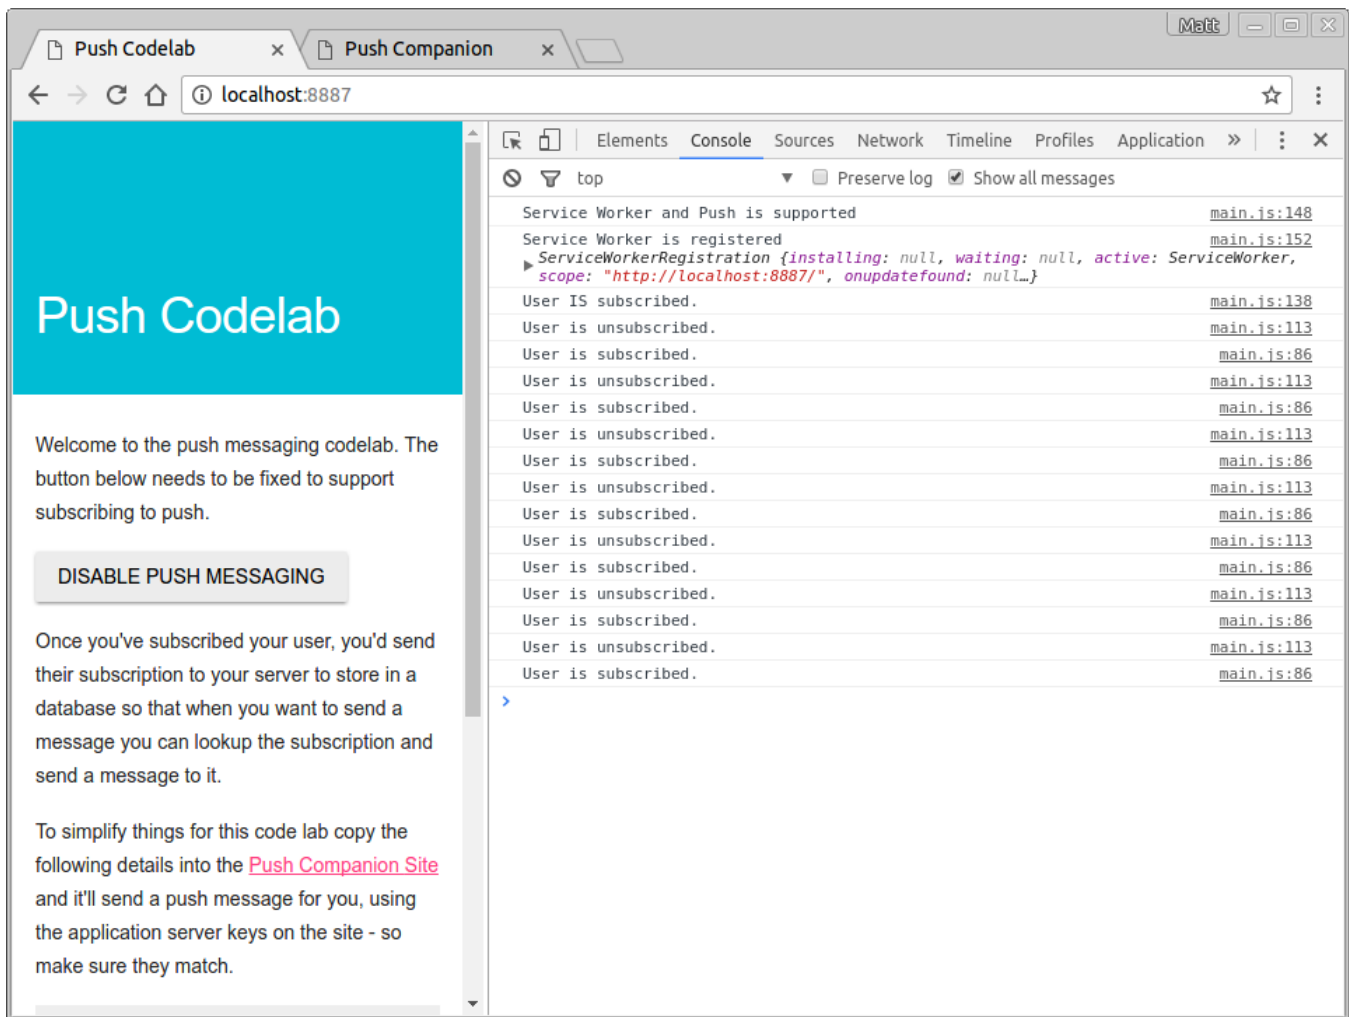 Matt
Push Codelab
Push Companion
localhost:8887
Push Codelab
Welcome to the push messaging codelab. The
button below needs to be fixed to support
subscribing to push.
DISABLE PUSH MESSAGING
Once you've subscribed your user, you'd send
their subscription to your server to store in a
database so that when you want to send a
message you can lookup the subscription and
send a message to it.
To simplify things for this code lab copy the
following details into the Push Companion Site
and it'll send a push message for you, using
the application server keys on the site - so
make sure they match.
Elements Console Sources Network Timeline Profiles Application »
top Preserve log Show all messages
Service Worker and Push is supported main.js:148
Service Worker is registered main.js:152
ServiceWorkerRegistration {installing: null, waiting: null, active: ServiceWorker,
scope: "http://localhost:8887/", onupdatefound: null…}
User IS subscribed. main.js:138
User is unsubscribed. main.js:113
User is subscribed. main.js:86
User is unsubscribed. main.js:113
User is subscribed. main.js:86
User is unsubscribed. main.js:113
User is subscribed. main.js:86
User is unsubscribed. main.js:113
User is subscribed. main.js:86
User is unsubscribed. main.js:113
User is subscribed. main.js:86
User is unsubscribed. main.js:113
User is subscribed. main.js:86
User is unsubscribed. main.js:113
User is subscribed. main.js:86